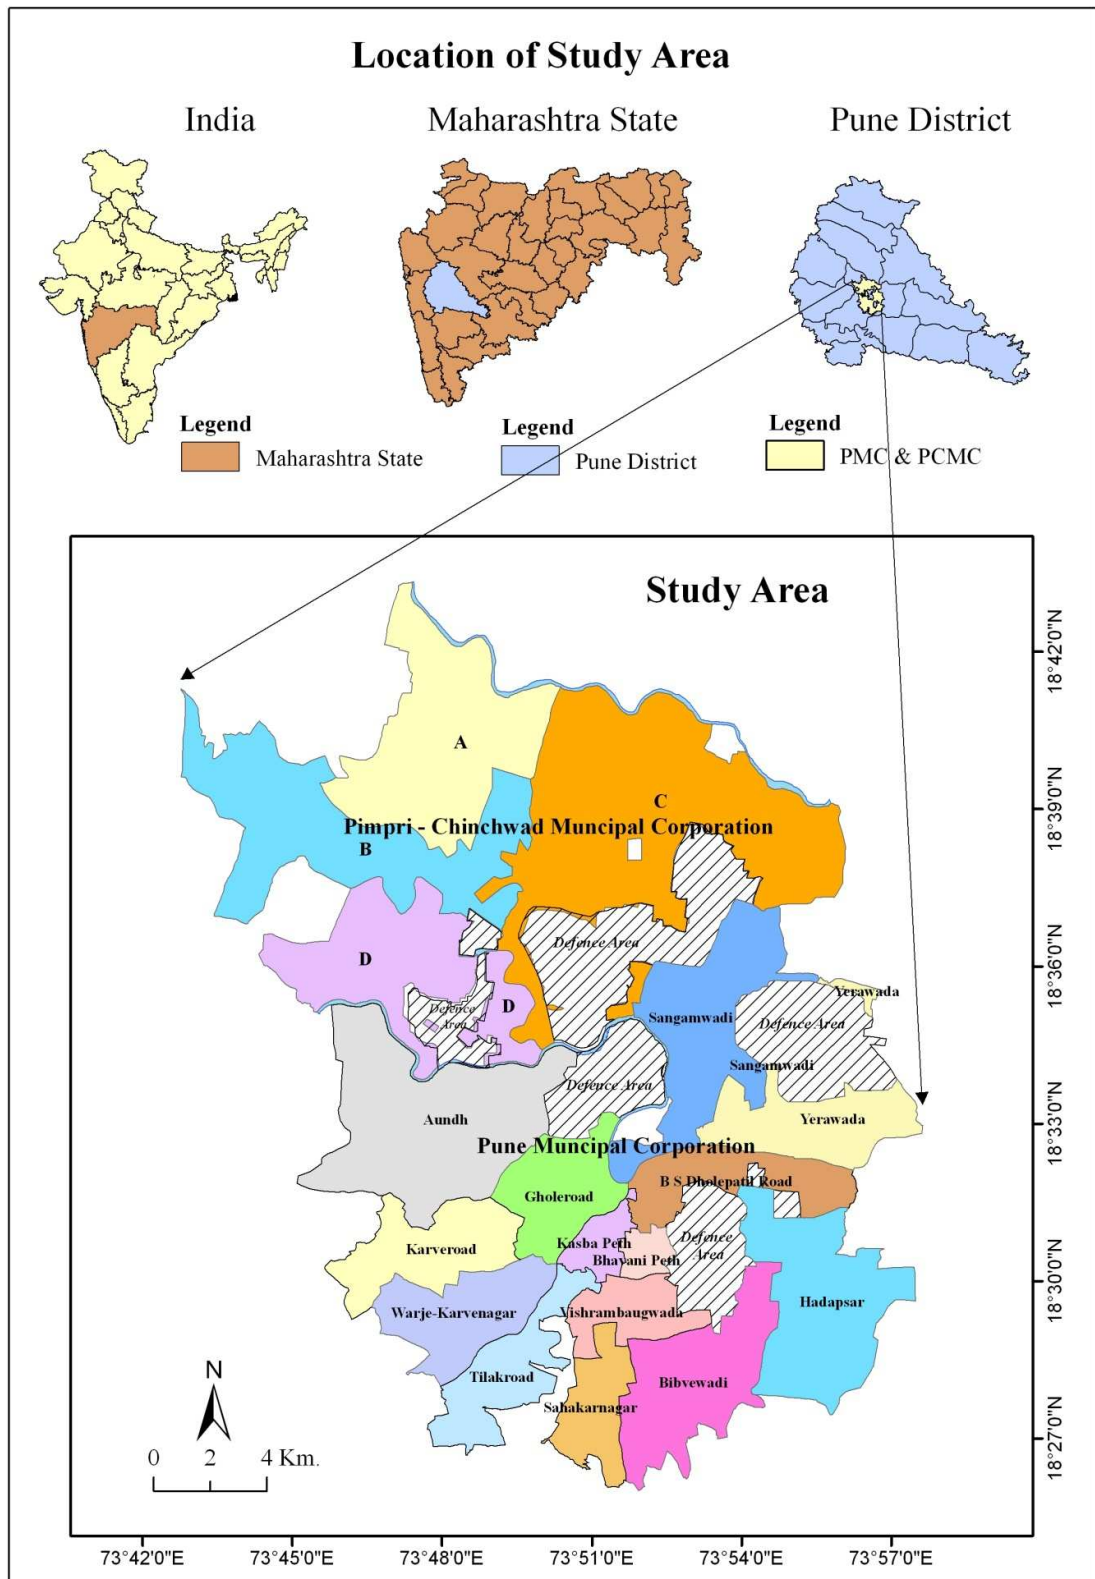 Location of Study Area
India
Maharashtra State
Pune District
Legend
Maharashtra State
Legend
Pune District
Legend
PMC & PCMC
Study Area
A
C
Pimpri - Chinchwad Muncipal Corporation
B
D
Defence Area
D
Defence
Area
Yerawada
Sangamwadi
Defence Area
Sangamwadi
Defence Area
Aundh
Yerawada
Pune Muncipal Corporation
B S Dholepatil Road
Gholeroad
Kasba Peth
Bhavani Peth
Defence
Area
Karveroad
Warje-Karvenagar
Vishrambaugwada
Hadapsar
Tilakroad
Bibvewadi
Sahakarnagar
N
0 2 4 Km.
18°42'0"N
18°39'0"N
18°36'0"N
18°33'0"N
18°30'0"N
18°27'0"N
73°42'0"E 73°45'0"E 73°48'0"E 73°51'0"E 73°54'0"E 73°57'0"E